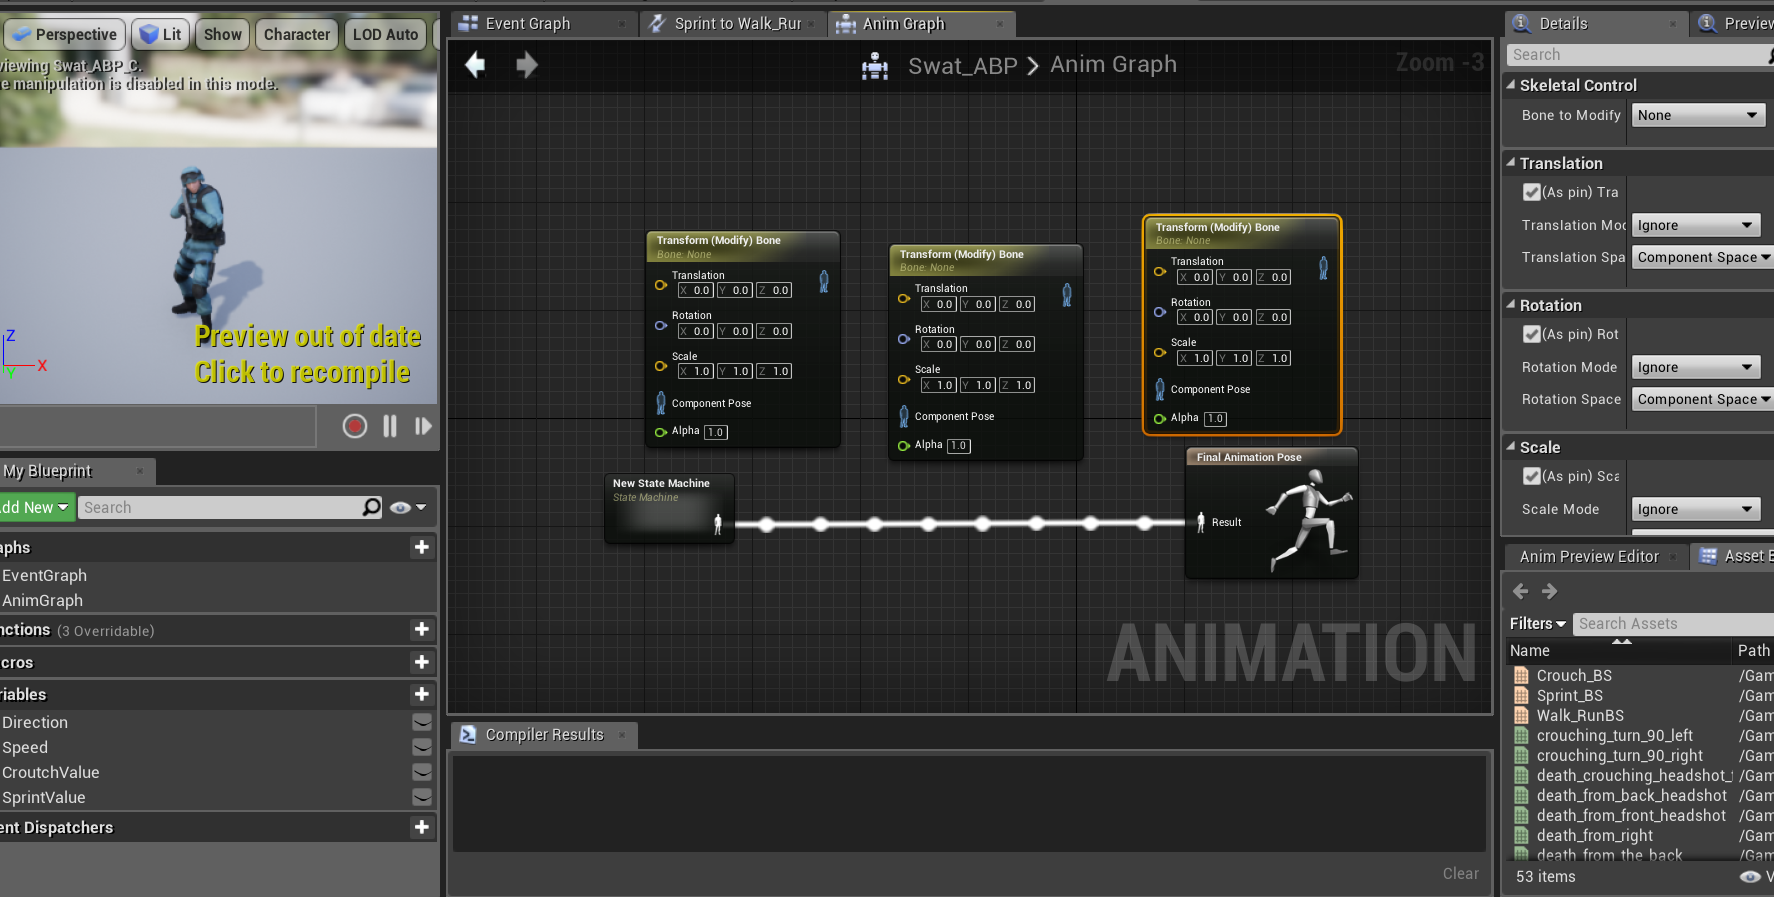 Perspective
Lit
Show
Character
LOD Auto
viewing Swat_ABP_C.
e manipulation is disabled in this mode.
Z
X
Y
Preview out of date
Click to recompile
My Blueprint
Add New
Search
aphs
EventGraph
AnimGraph
nctions (3 Overridable)
cros
riables
Direction
Speed
CroutchValue
SprintValue
ent Dispatchers
Event Graph
Sprint to Walk_Rur
Anim Graph
Swat_ABP > Anim Graph
Zoom -3
Transform (Modify) Bone
Bone: None
Translation
X 0.0 Y 0.0 Z 0.0
Rotation
X 0.0 Y 0.0 Z 0.0
Scale
X 1.0 Y 1.0 Z 1.0
Component Pose
Alpha 1.0
Transform (Modify) Bone
Bone: None
Translation
X 0.0 Y 0.0 Z 0.0
Rotation
X 0.0 Y 0.0 Z 0.0
Scale
X 1.0 Y 1.0 Z 1.0
Component Pose
Alpha 1.0
Transform (Modify) Bone
Bone: None
Translation
X 0.0 Y 0.0 Z 0.0
Rotation
X 0.0 Y 0.0 Z 0.0
Scale
X 1.0 Y 1.0 Z 1.0
Component Pose
Alpha 1.0
New State Machine
State Machine
Final Animation Pose
Result
ANIMATION
Compiler Results
Clear
Details
Preview
Search
Skeletal Control
Bone to Modify None
Translation
(As pin) Tra
Translation Moc Ignore
Translation Spa Component Space
Rotation
(As pin) Rot
Rotation Mode Ignore
Rotation Space Component Space
Scale
(As pin) Sca
Scale Mode Ignore
Anim Preview Editor
Asset B
Filters
Search Assets
Name Path
Crouch_BS /Gam
Sprint_BS /Gam
Walk_RunBS /Gam
crouching_turn_90_left /Gam
crouching_turn_90_right /Gam
death_crouching_headshot_f /Gam
death_from_back_headshot /Gam
death_from_front_headshot /Gam
death_from_right /Gam
death_from_the_back /Gam
53 items
V